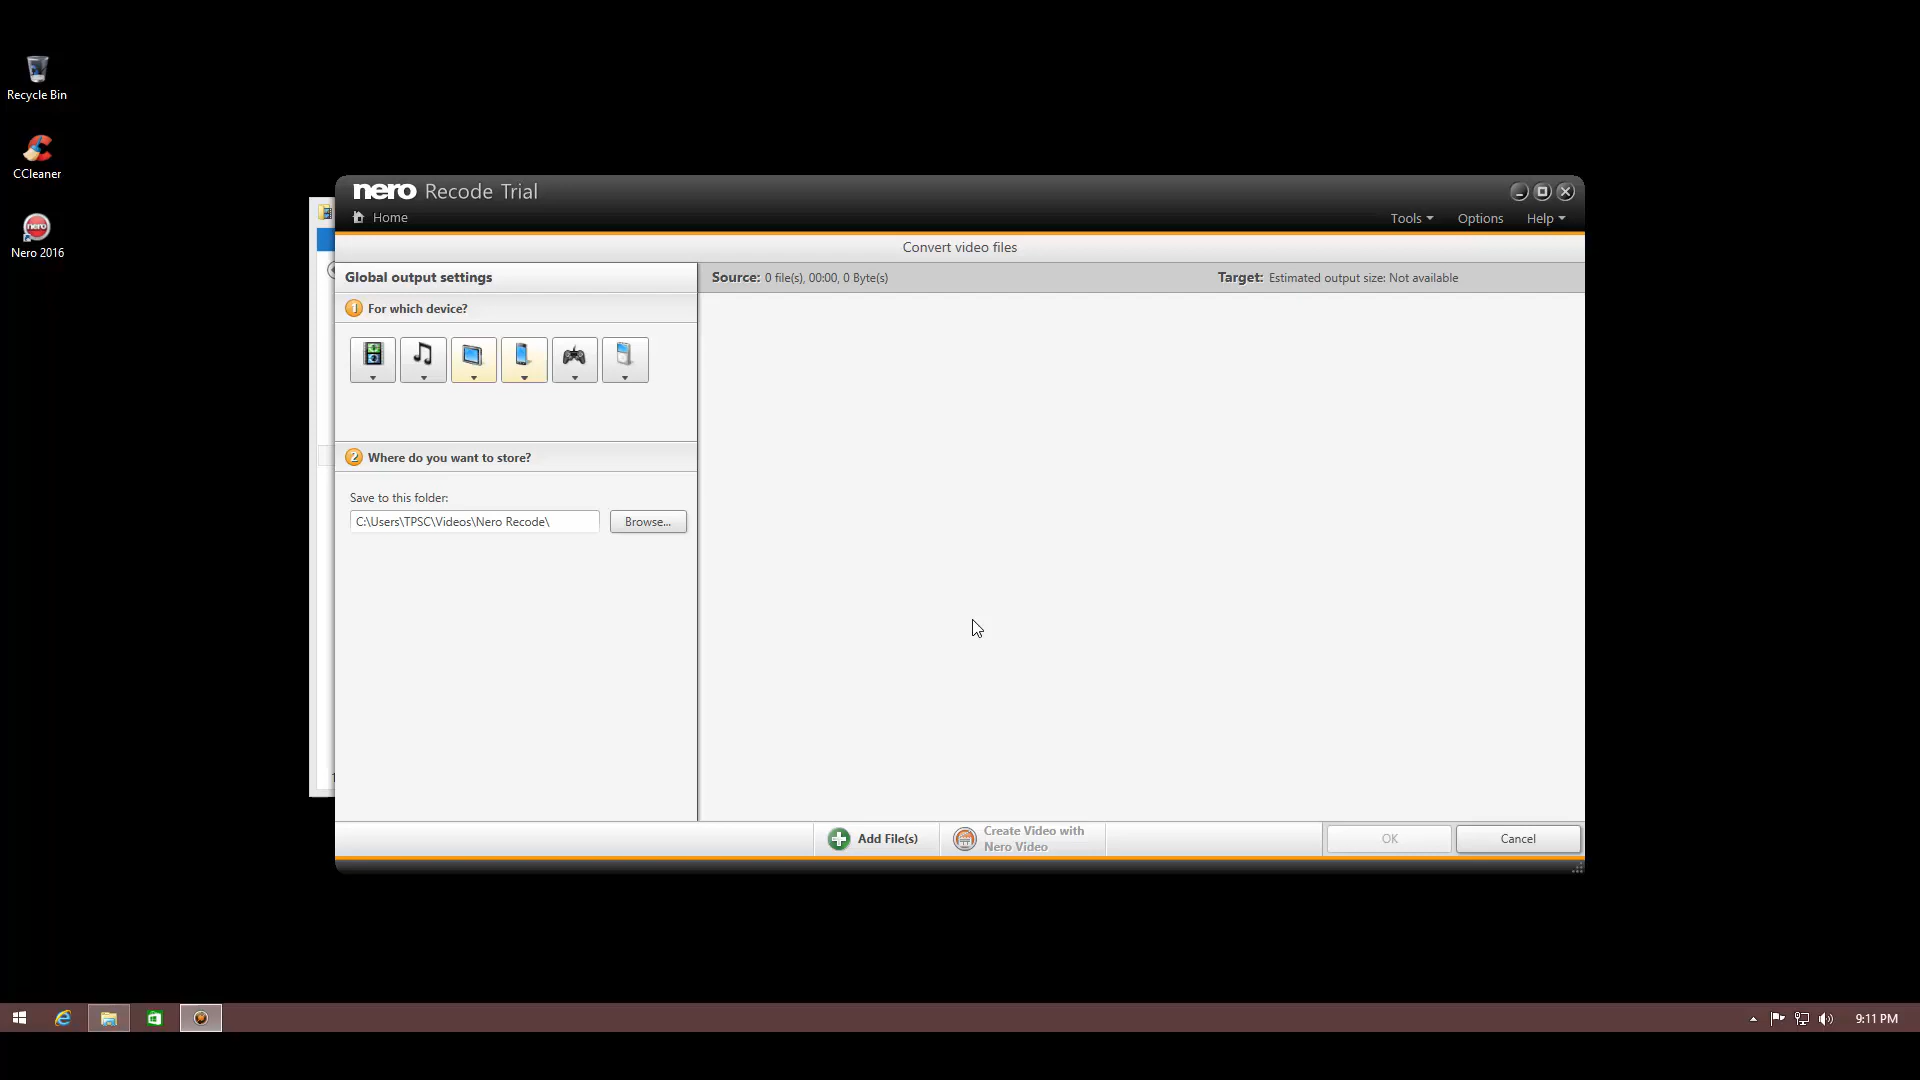 Recycle Bin
CCleaner
nero
Nero 2016
nero Recode Trial
Home
Tools
Options
Help
Convert video files
Global output settings
Source: 0 file(s), 00:00, 0 Byte(s)
Target: Estimated output size: Not available
1 For which device?
2 Where do you want to store?
Save to this folder:
C:\Users\TPSC\Videos\Nero Recode\
Browse...
Add File(s)
Create Video with
Nero Video
OK
Cancel
9:11 PM